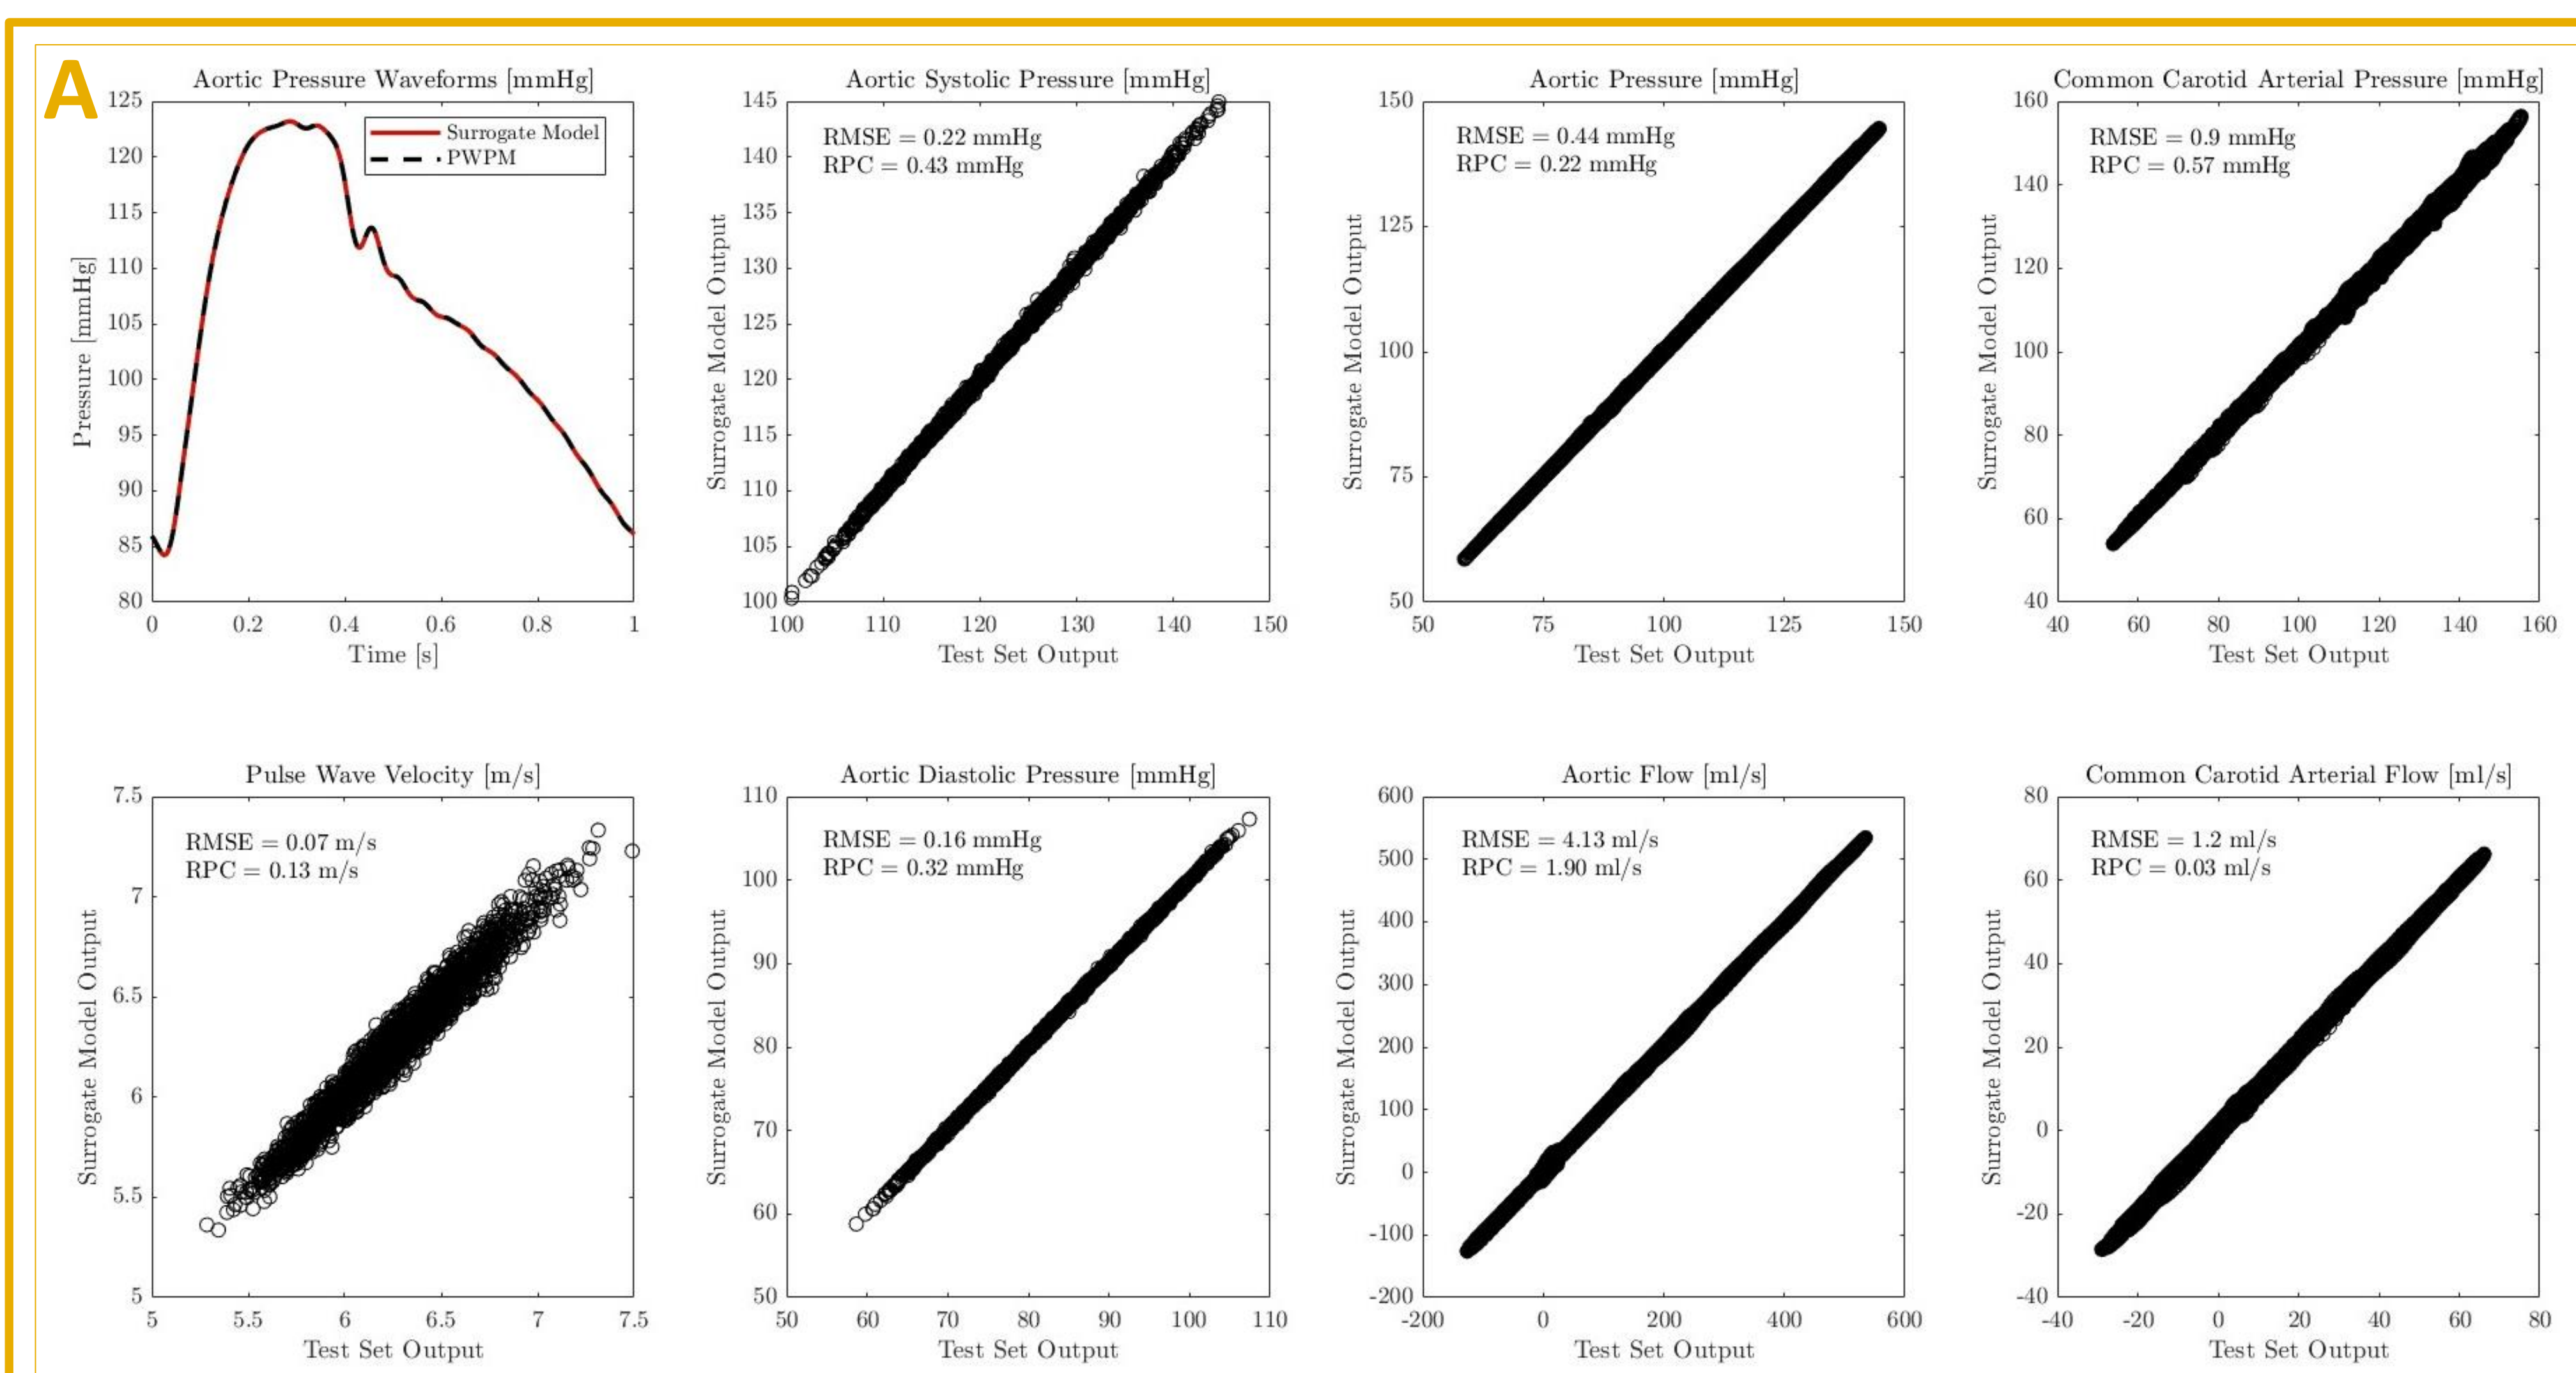 A
Aortic Pressure Waveforms [mmHg]
125
120
115
110
105
100
95
90
85
80
Pressure [mmHg]
Surrogate Model
PWPM
0 0.2 0.4 0.6 0.8 1
Time [s]
Aortic Systolic Pressure [mmHg]
RMSE = 0.22 mmHg
RPC = 0.43 mmHg
145
140
135
130
125
120
115
110
105
100
Surrogate Model Output
100 110 120 130 140 150
Test Set Output
Aortic Pressure [mmHg]
RMSE = 0.44 mmHg
RPC = 0.22 mmHg
150
125
100
75
50
Surrogate Model Output
50 75 100 125 150
Test Set Output
Common Carotid Arterial Pressure [mmHg]
RMSE = 0.9 mmHg
RPC = 0.57 mmHg
160
140
120
100
80
60
40
Surrogate Model Output
40 60 80 100 120 140 160
Test Set Output
Pulse Wave Velocity [m/s]
RMSE = 0.07 m/s
RPC = 0.13 m/s
7.5
7
6.5
6
5.5
5
Surrogate Model Output
5 5.5 6 6.5 7 7.5
Test Set Output
Aortic Diastolic Pressure [mmHg]
RMSE = 0.16 mmHg
RPC = 0.32 mmHg
110
100
90
80
70
60
50
Surrogate Model Output
50 60 70 80 90 100 110
Test Set Output
Aortic Flow [ml/s]
RMSE = 4.13 ml/s
RPC = 1.90 ml/s
600
500
400
300
200
100
0
-100
-200
Surrogate Model Output
-200 0 200 400 600
Test Set Output
Common Carotid Arterial Flow [ml/s]
RMSE = 1.2 ml/s
RPC = 0.03 ml/s
80
60
40
20
0
-20
-40
Surrogate Model Output
-40 -20 0 20 40 60 80
Test Set Output